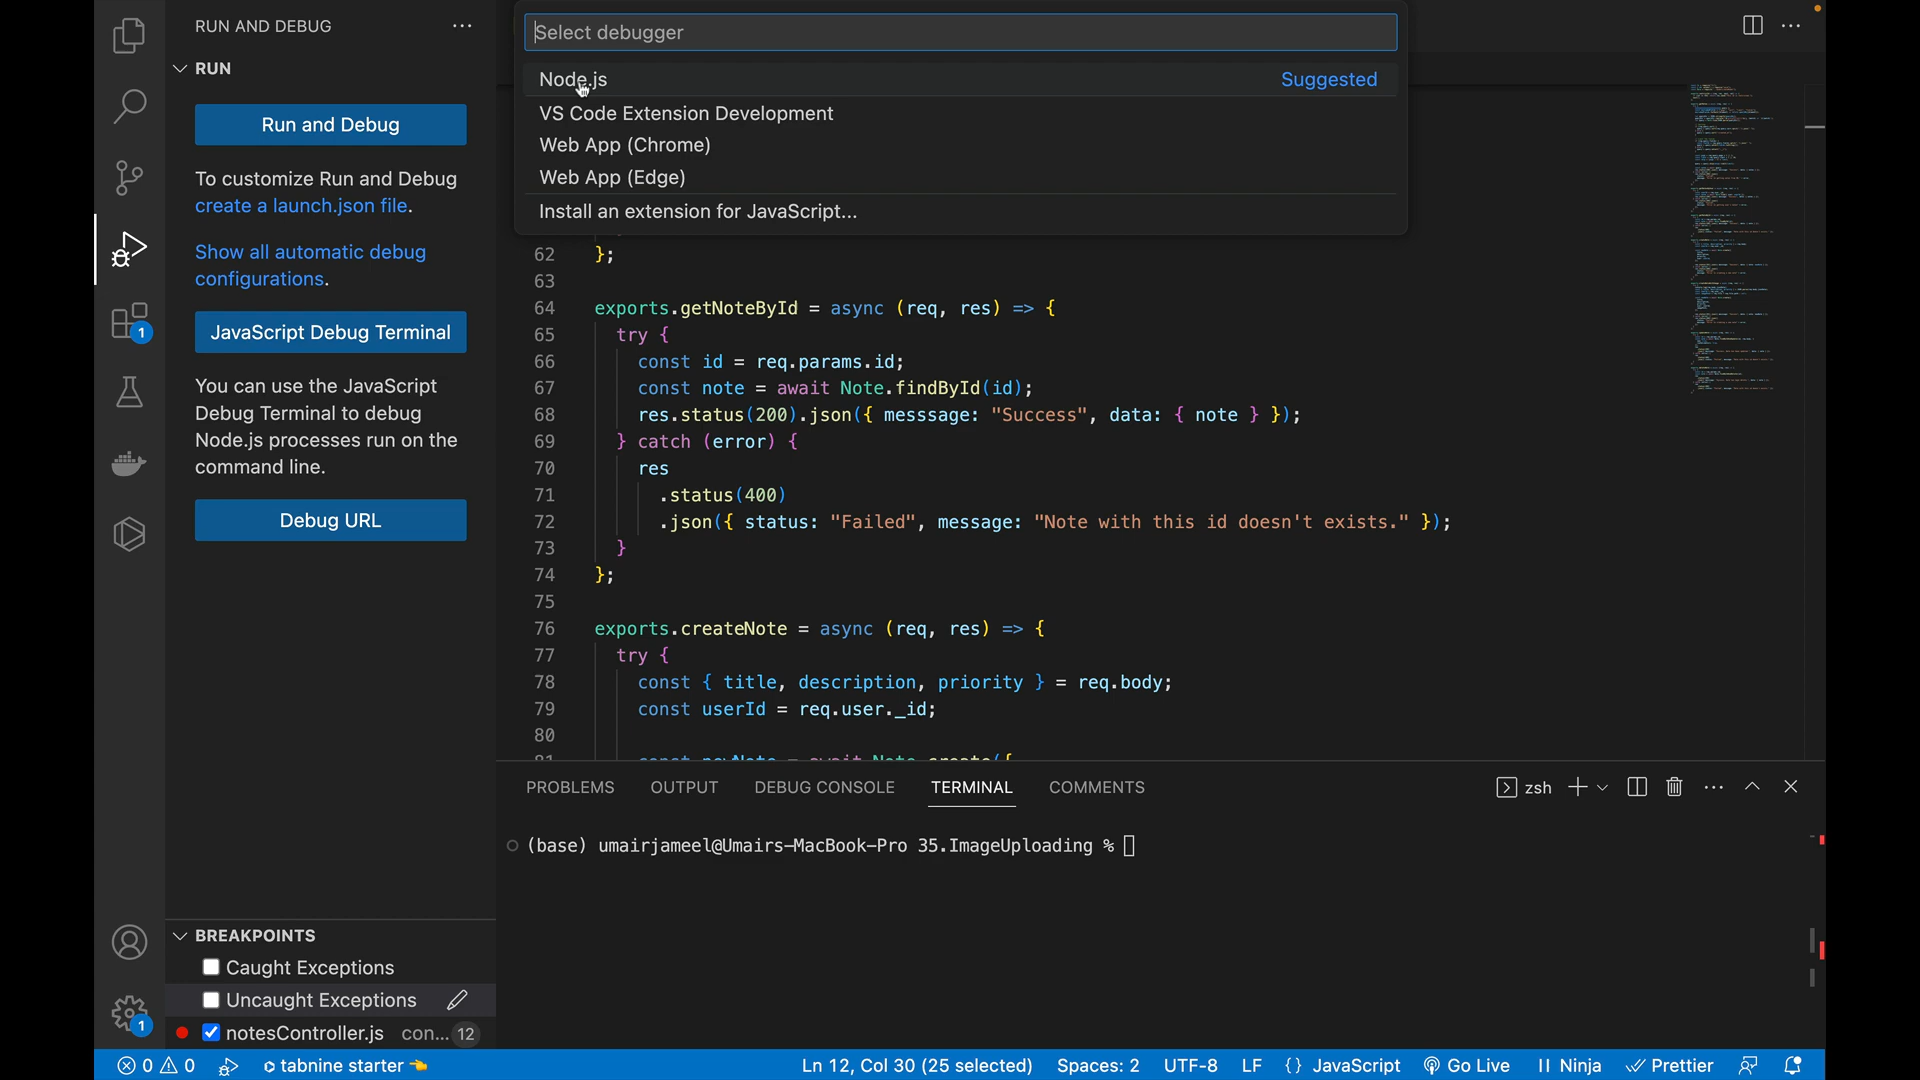 RUN AND DEBUG
RUN
Run and Debug
To customize Run and Debug
create a launch.json file.
Show all automatic debug
configurations.
JavaScript Debug Terminal
You can use the JavaScript
Debug Terminal to debug
Node.js processes run on the
command line.
Debug URL
1
BREAKPOINTS
Caught Exceptions
Uncaught Exceptions
notesController.js con... 12
1
Select debugger
Node.js Suggested
VS Code Extension Development
Web App (Chrome)
Web App (Edge)
Install an extension for JavaScript...
62 };
63
64 exports.getNoteById = async (req, res) => {
65 try {
66 const id = req.params.id;
67 const note = await Note.findById(id);
68 res.status(200).json({ messsage: "Success", data: { note } });
69 } catch (error) {
70 res
71 .status(400)
72 .json({ status: "Failed", message: "Note with this id doesn't exists." });
73 }
74 };
75
76 exports.createNote = async (req, res) => {
77 try {
78 const { title, description, priority } = req.body;
79 const userId = req.user._id;
80
81 const newNote = await Note.create({
PROBLEMS OUTPUT DEBUG CONSOLE TERMINAL COMMENTS zsh
(base) umairjameel@Umairs-MacBook-Pro 35.ImageUploading %
0 0 tabnine starter Ln 12, Col 30 (25 selected) Spaces: 2 UTF-8 LF {} JavaScript Go Live Ninja Prettier